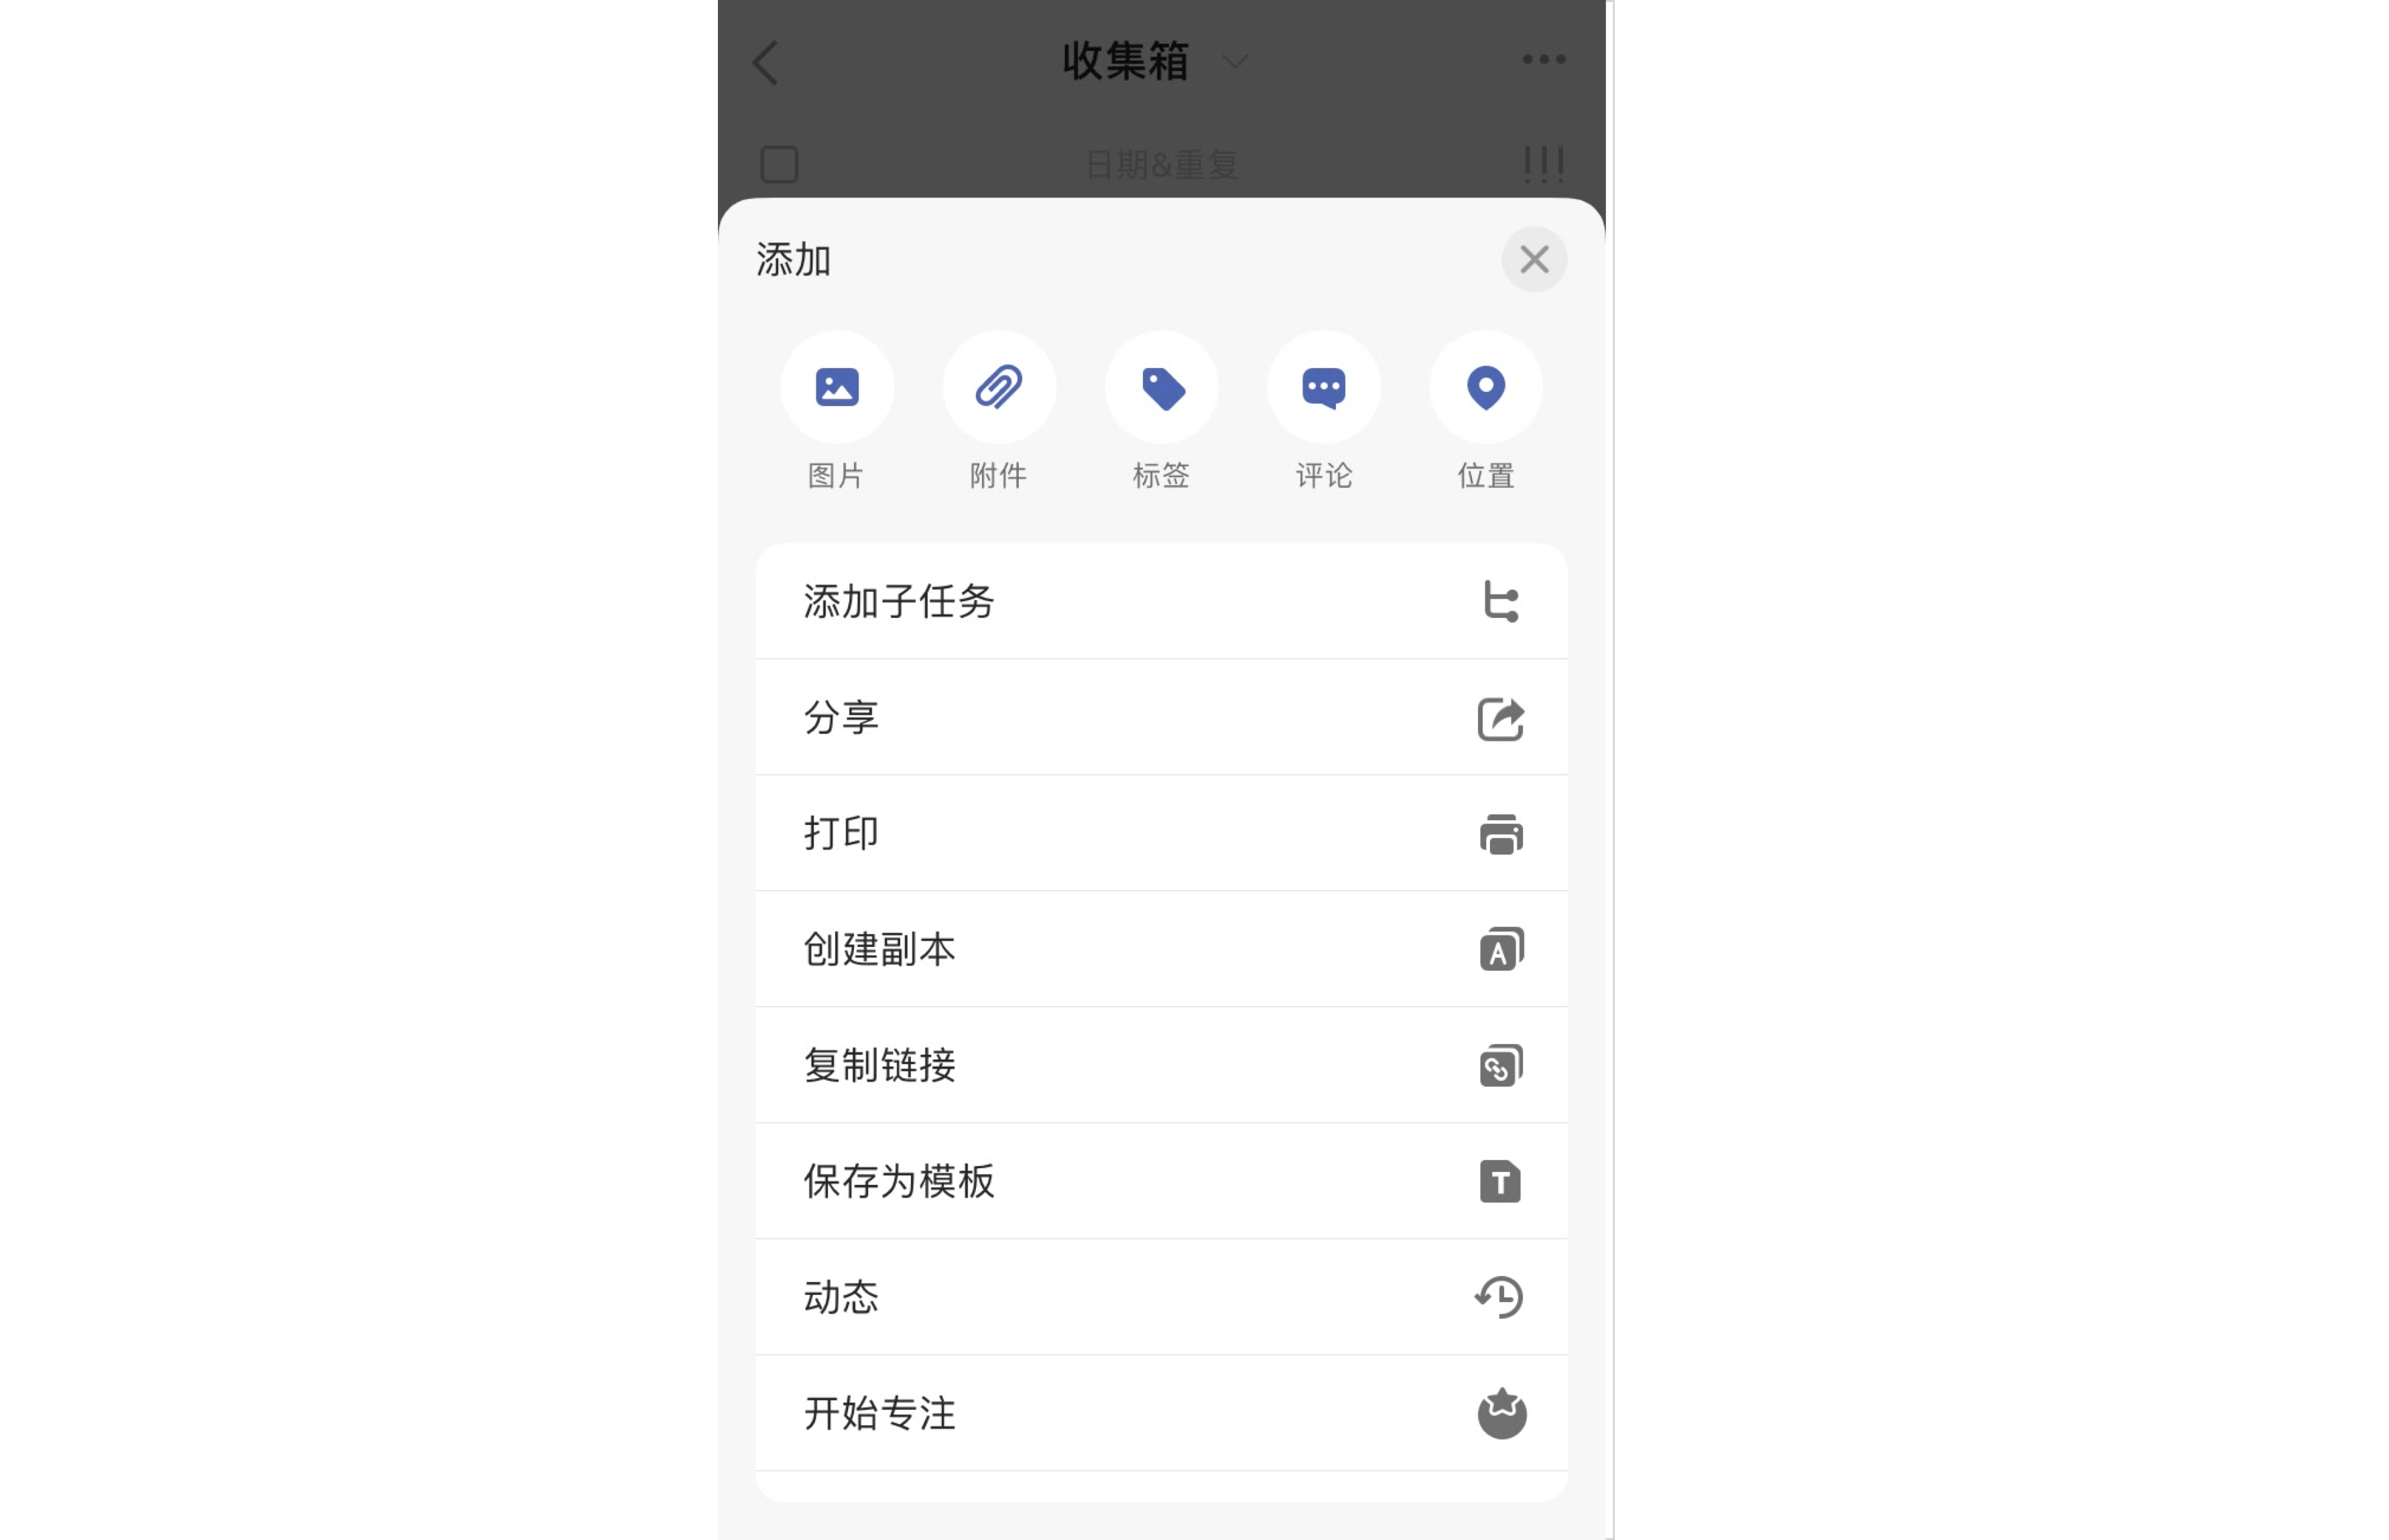 收集箱
日期&重复
添加
图片 附件 标签 评论 位置
添加子任务
分享
打印
创建副本
复制链接
保存为模板
动态
开始专注